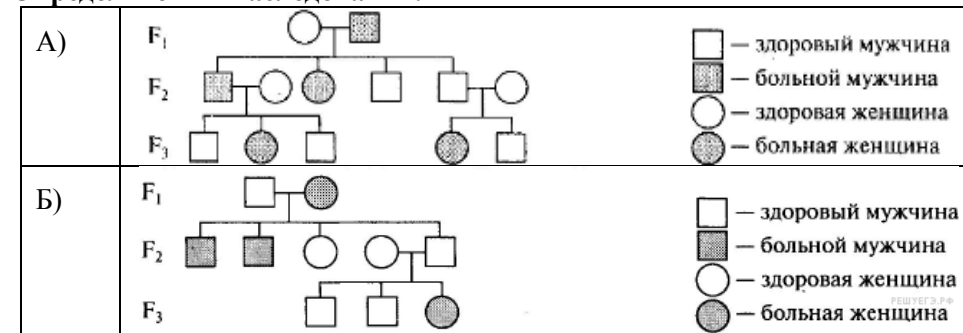 А)
F₁
F₂
F₃
— здоровый мужчина
— больной мужчина
— здоровая женщина
— больная женщина
Б)
F₁
F₂
F₃
— здоровый мужчина
— больной мужчина
— здоровая женщина
— больная женщина
РЕШУЕГЭ.РФ